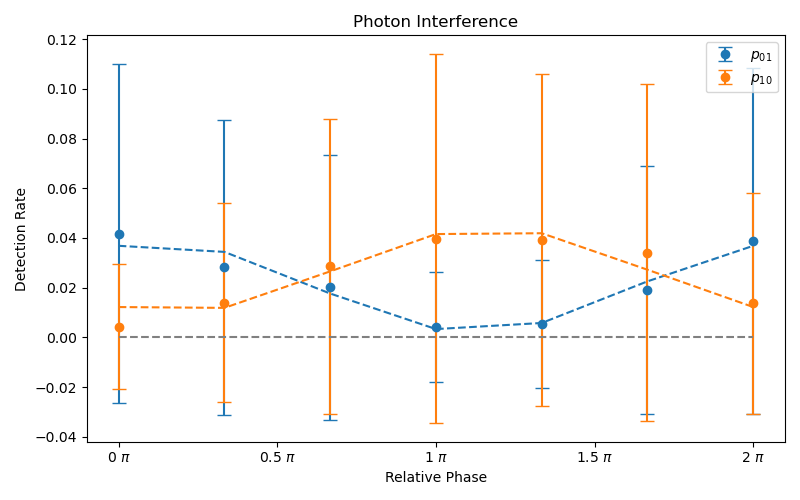 Photon Interference
0.12
0.10
0.08
0.06
0.04
0.02
0.00
−0.02
−0.04
Detection Rate
p01
p10
0 π
0.5 π
1 π
1.5 π
2 π
Relative Phase